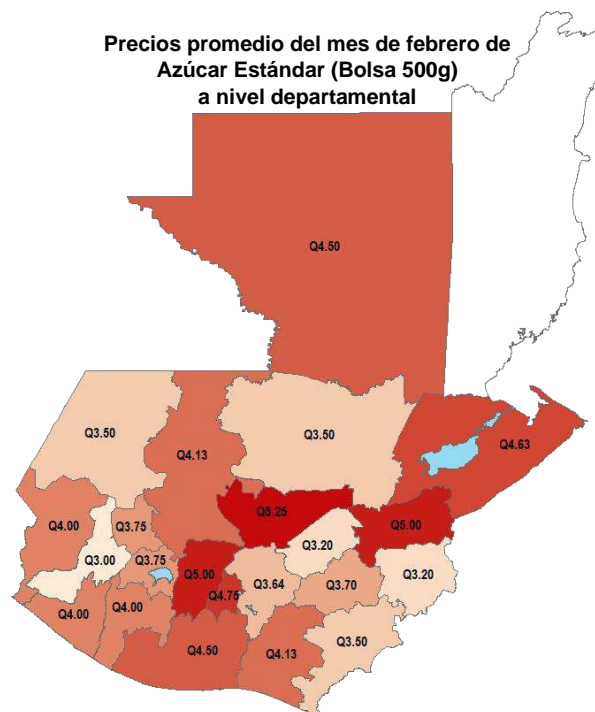 Precios promedio del mes de febrero de
Azúcar Estándar (Bolsa 500g)
a nivel departamental
Q4.50
Q3.50
Q4.13
Q3.50
Q4.63
Q4.00
Q3.75
Q5.25
Q5.00
Q3.00
Q3.75
Q5.00
Q3.20
Q3.20
Q4.75
Q3.64
Q3.70
Q4.00
Q4.00
Q4.50
Q4.13
Q3.50